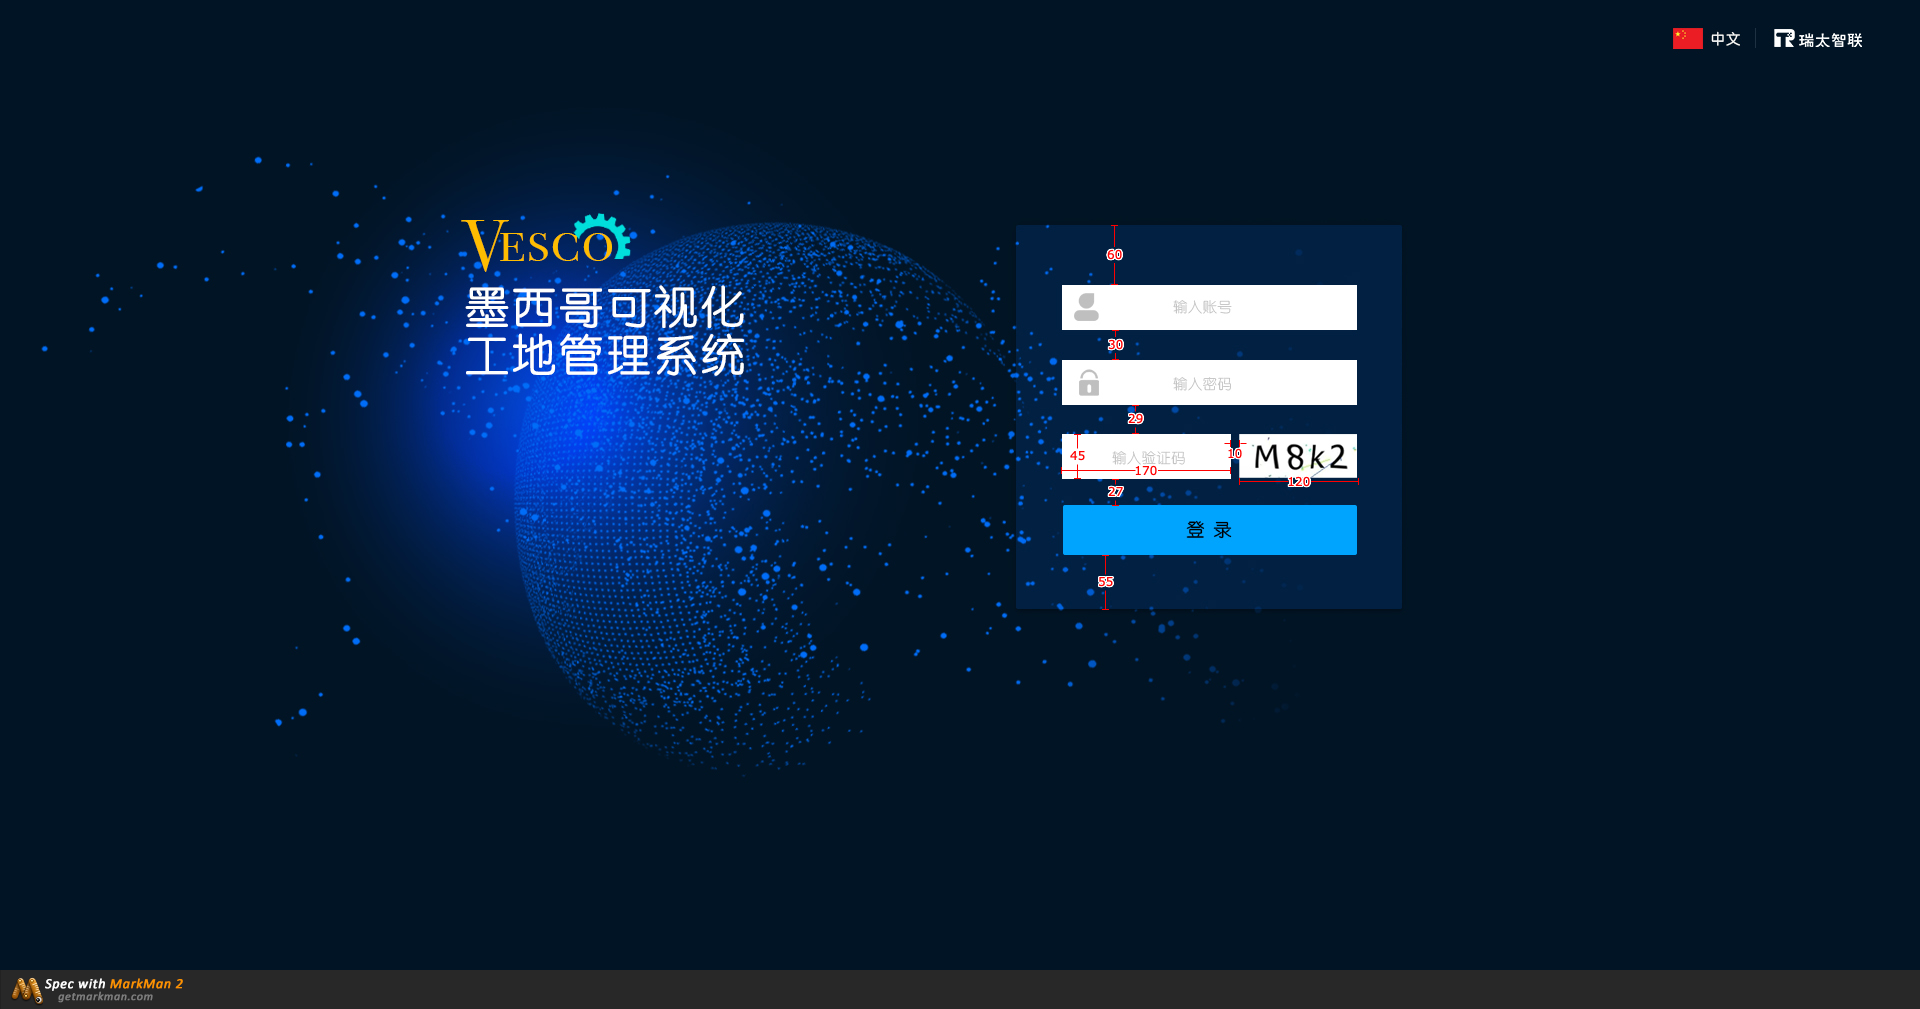 中文
TR 瑞太智联
VESCO
墨西哥可视化
工地管理系统
60
输入账号
30
输入密码
29
45
输入验证码
170
10
M8k2
120
27
登 录
55
Spec with MarkMan 2
getmarkman.com